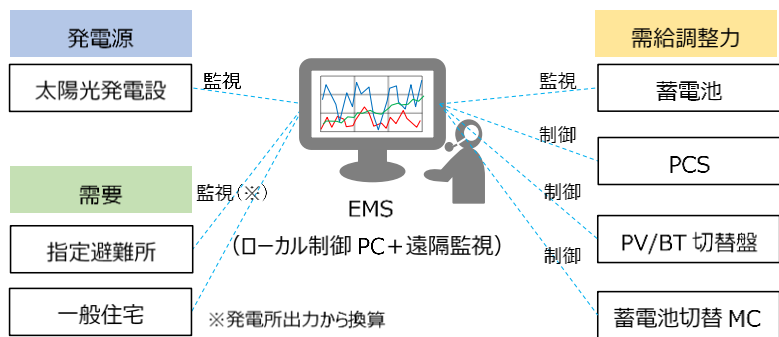 発電源
太陽光発電設
監視
需要
監視(※)
指定避難所
一般住宅
※発電所出力から換算
EMS
(ローカル制御 PC+遠隔監視)
需給調整力
監視
蓄電池
制御
PCS
制御
PV/BT 切替盤
制御
蓄電池切替 MC